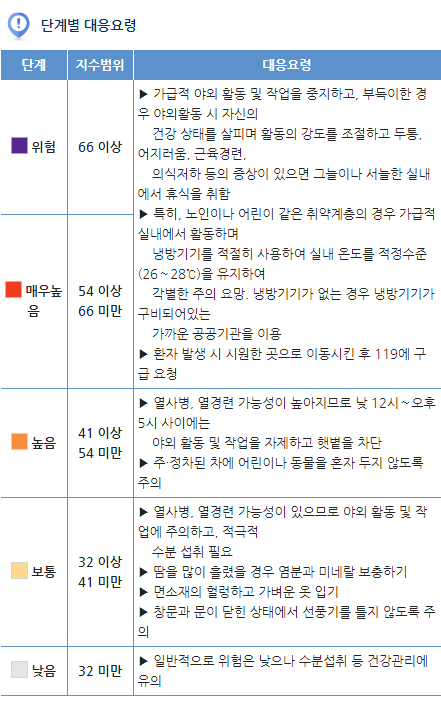 단계별 대응요령
단계 지수범위 대응요령
위험 66 이상
▶ 가급적 야외 활동 및 작업을 중지하고, 부득이한 경
우 야외활동 시 자신의
건강 상태를 살피며 활동의 강도를 조절하고 두통,
어지러움, 근육경련,
의식저하 등의 증상이 있으면 그늘이나 서늘한 실내
에서 휴식을 취함
매우높
음
54 이상
66 미만
▶ 특히, 노인이나 어린이 같은 취약계층의 경우 가급적
실내에서 활동하며
냉방기기를 적절히 사용하여 실내 온도를 적정수준
(26~28℃)을 유지하여
각별한 주의 요망. 냉방기기가 없는 경우 냉방기기가
구비되어있는
가까운 공공기관을 이용
▶ 환자 발생 시 시원한 곳으로 이동시킨 후 119에 구
급 요청
높음
41 이상
54 미만
▶ 열사병, 열경련 가능성이 높아지므로 낮 12시~오후
5시 사이에는
야외 활동 및 작업을 자제하고 햇볕을 차단
▶ 주·정차된 차에 어린이나 동물을 혼자 두지 않도록
주의
보통
32 이상
41 미만
▶ 열사병, 열경련 가능성이 있으므로 야외 활동 및 작
업에 주의하고, 적극적
수분 섭취 필요
▶ 땀을 많이 흘렸을 경우 염분과 미네랄 보충하기
▶ 면소재의 헐렁하고 가벼운 옷 입기
▶ 창문과 문이 닫힌 상태에서 선풍기를 틀지 않도록 주
의
낮음 32 미만
▶ 일반적으로 위험은 낮으나 수분섭취 등 건강관리에
유의